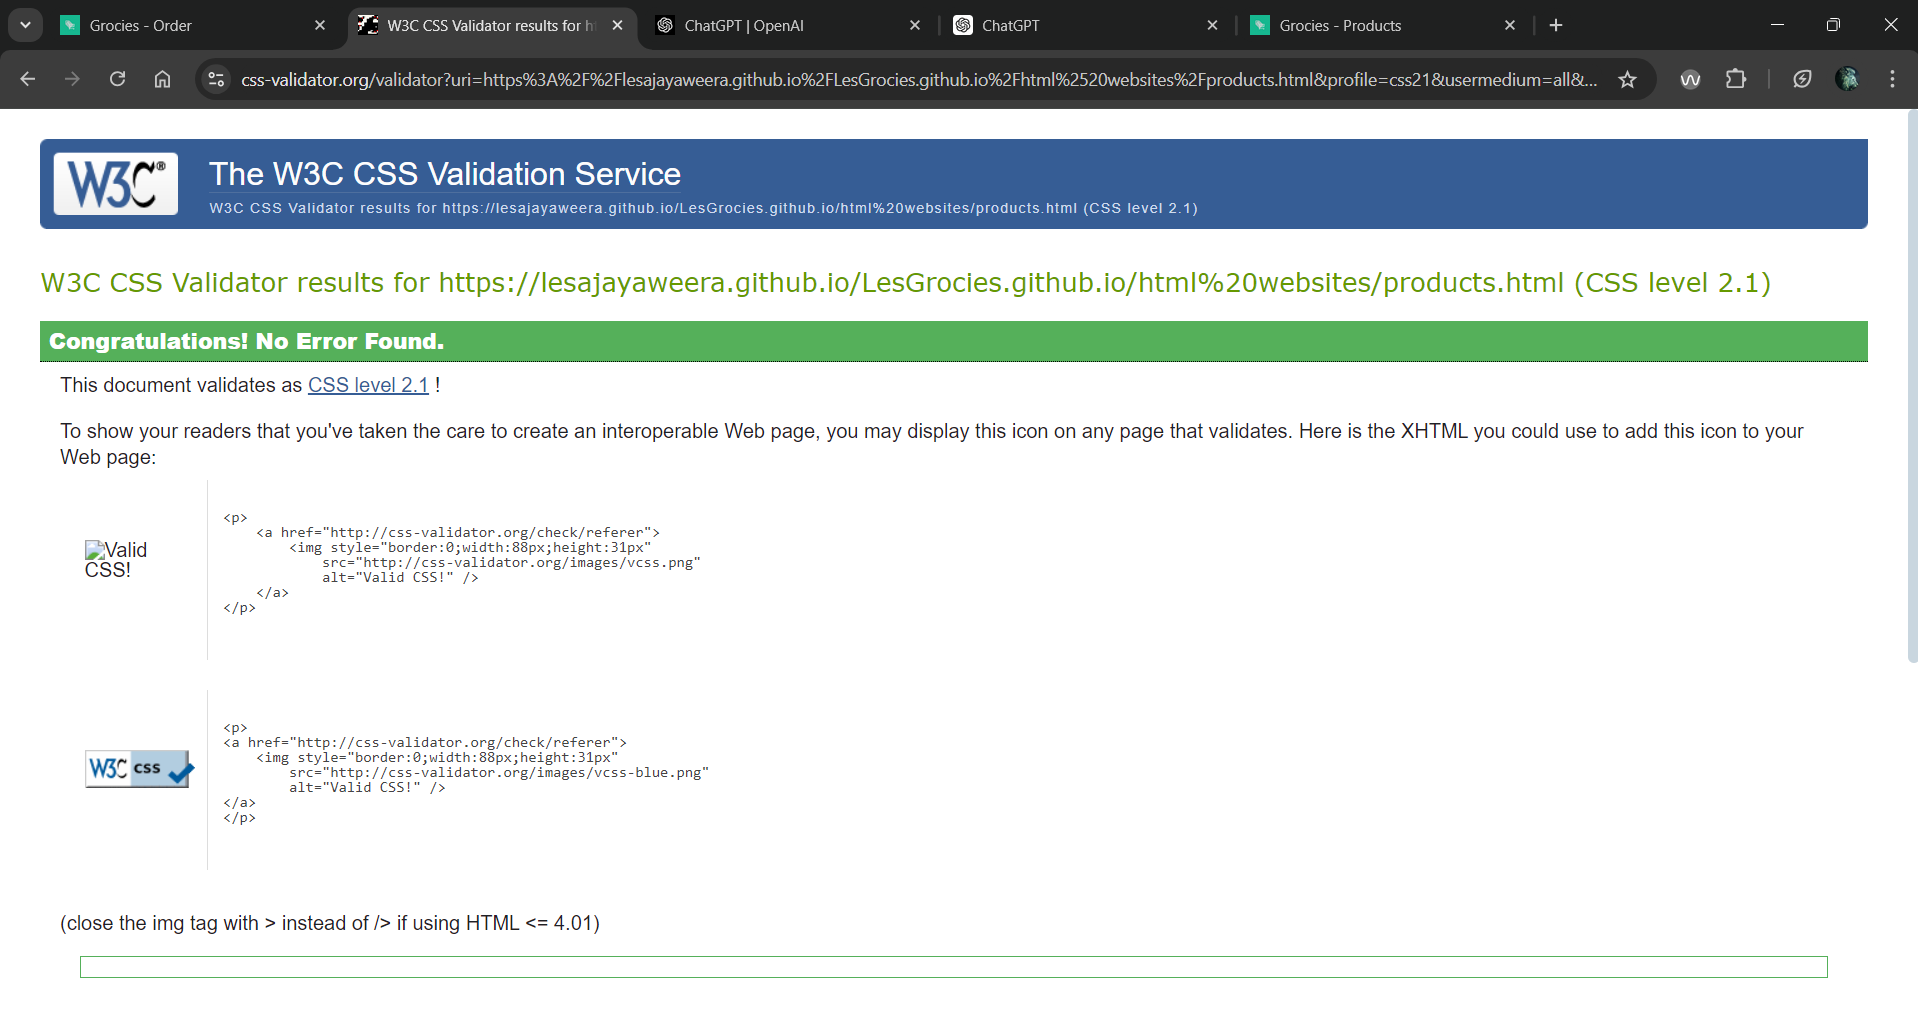 Grocies - Order
W3C CSS Validator results for h
ChatGPT | OpenAI
ChatGPT
Grocies - Products
css-validator.org/validator?uri=https%3A%2F%2Flesajayaweera.github.io%2FLesGrocies.github.io%2Fhtml%2520websites%2Fproducts.html&profile=css21&usermedium=all&...
W3C®
The W3C CSS Validation Service
W3C CSS Validator results for https://lesajayaweera.github.io/LesGrocies.github.io/html%20websites/products.html (CSS level 2.1)
W3C CSS Validator results for https://lesajayaweera.github.io/LesGrocies.github.io/html%20websites/products.html (CSS level 2.1)
Congratulations! No Error Found.
This document validates as CSS level 2.1 !
To show your readers that you've taken the care to create an interoperable Web page, you may display this icon on any page that validates. Here is the XHTML you could use to add this icon to your
Web page:
Valid
CSS!
<p>
<a href="http://css-validator.org/check/referer">
<img style="border:0;width:88px;height:31px"
src="http://css-validator.org/images/vcss.png"
alt="Valid CSS!" />
</a>
</p>
W3C css
<p>
<a href="http://css-validator.org/check/referer">
<img style="border:0;width:88px;height:31px"
src="http://css-validator.org/images/vcss-blue.png"
alt="Valid CSS!" />
</a>
</p>
(close the img tag with > instead of /> if using HTML <= 4.01)